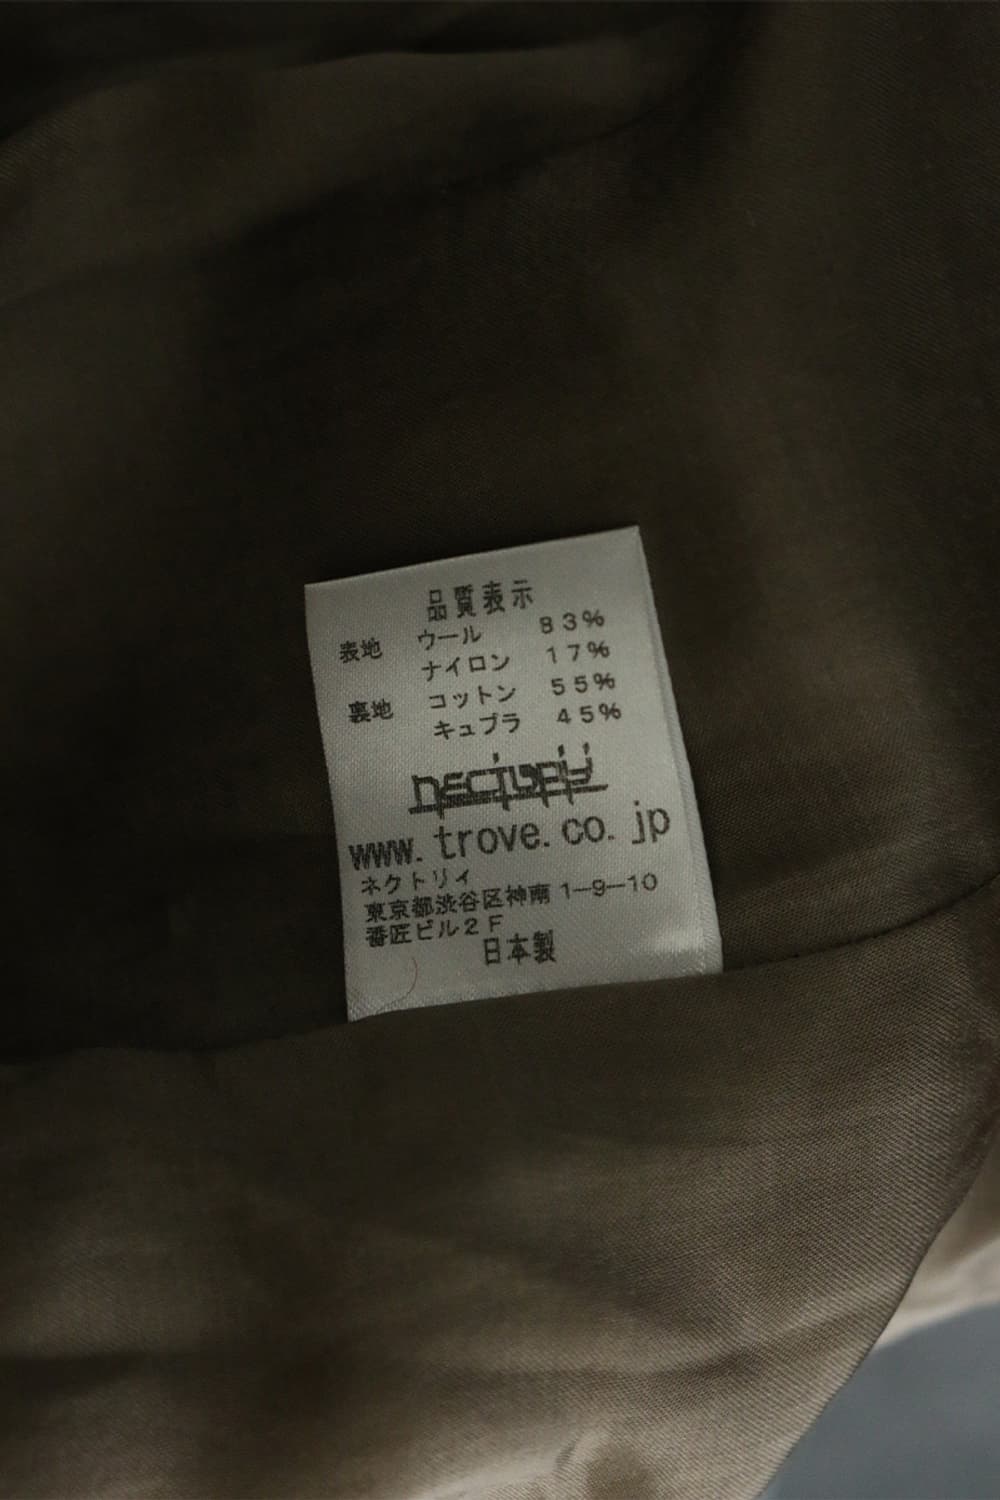 品質表示
表地 ウール 83%
ナイロン 17%
裏地 コットン 55%
キュプラ 45%
www.trove.co.jp
ネクトリィ
東京都渋谷区神南1-9-10
番匠ビル2F
日本製